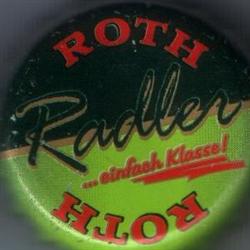 ROTH
Radler
... einfach Klasse!
ROTH